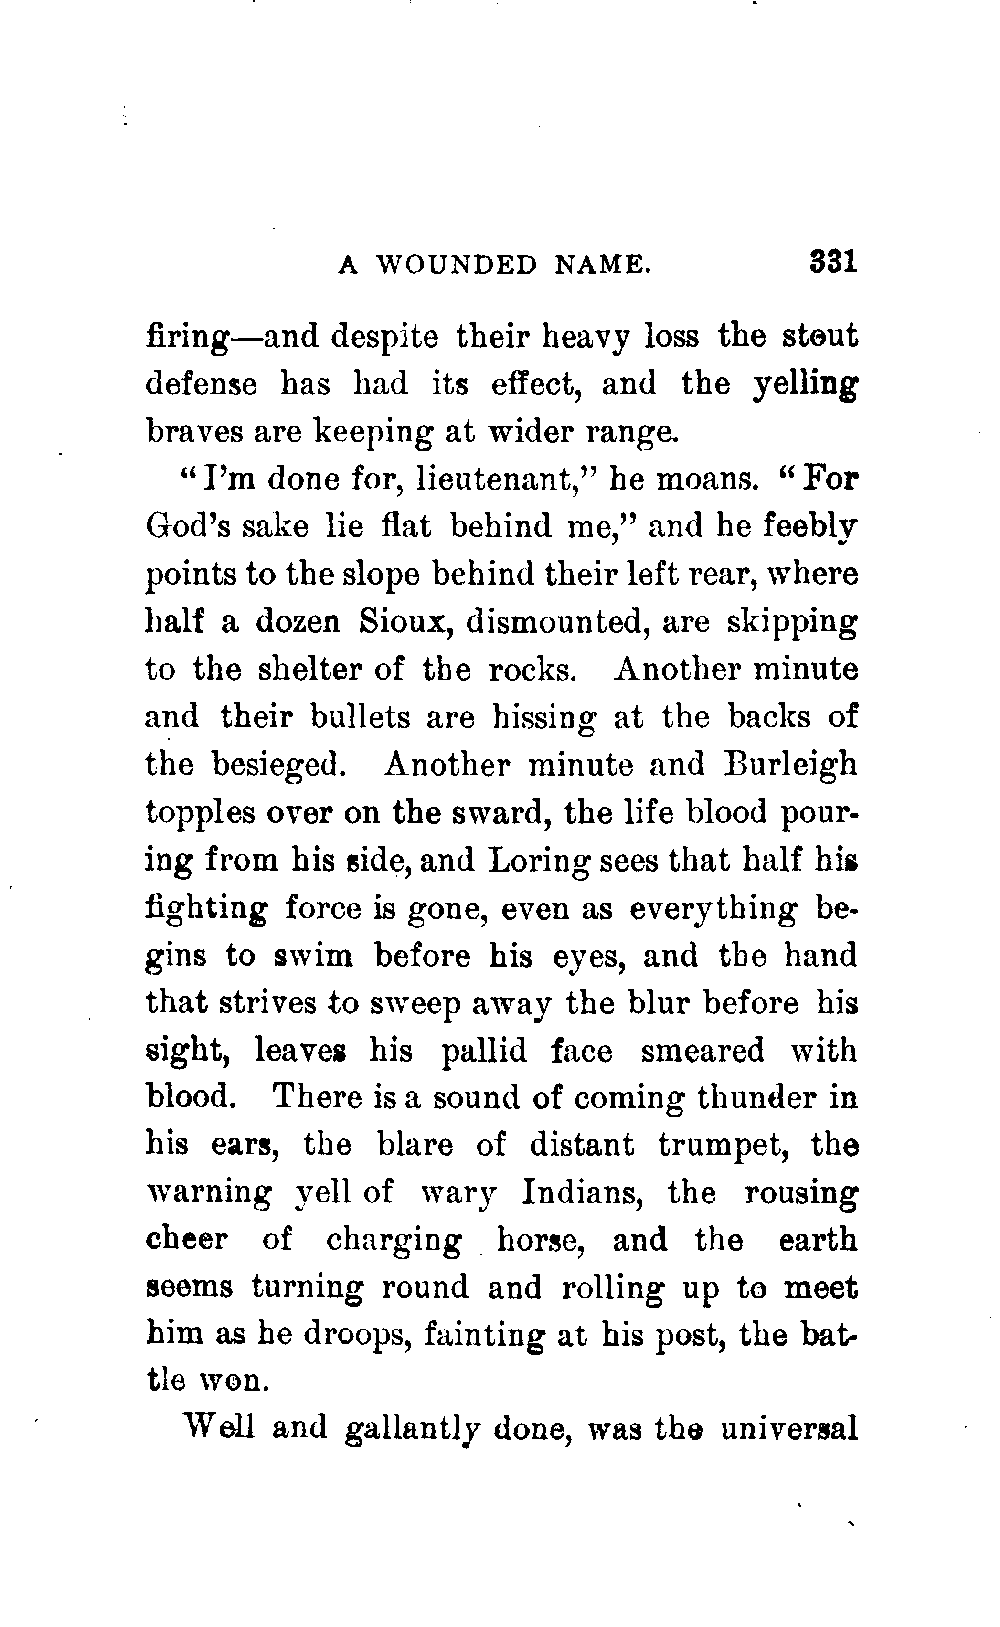 A WOUNDED NAME. 331
firing—and despite their heavy loss the stout
defense has had its effect, and the yelling
braves are keeping at wider range.
"I'm done for, lieutenant," he moans. "For
God's sake lie flat behind me," and he feebly
points to the slope behind their left rear, where
half a dozen Sioux, dismounted, are skipping
to the shelter of the rocks. Another minute
and their bullets are hissing at the backs of
the besieged. Another minute and Burleigh
topples over on the sward, the life blood pour-
ing from his side, and Loring sees that half his
fighting force is gone, even as everything be-
gins to swim before his eyes, and the hand
that strives to sweep away the blur before his
sight, leaves his pallid face smeared with
blood. There is a sound of coming thunder in
his ears, the blare of distant trumpet, the
warning yell of wary Indians, the rousing
cheer of charging horse, and the earth
seems turning round and rolling up to meet
him as he droops, fainting at his post, the bat-
tle won.
Well and gallantly done, was the universal